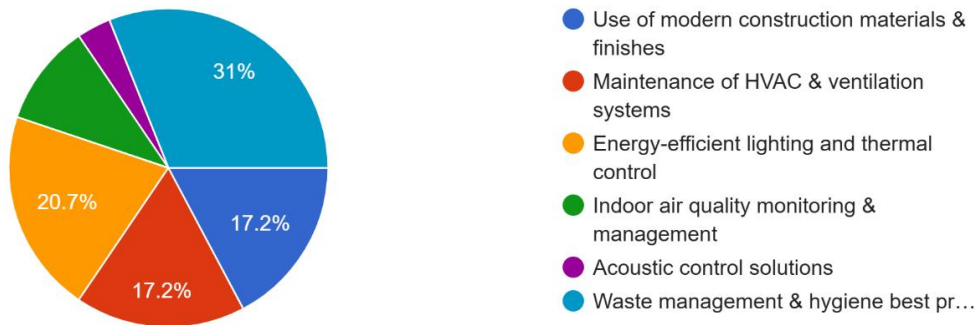 31%
20.7%
17.2%
17.2%
Use of modern construction materials &
finishes
Maintenance of HVAC & ventilation
systems
Energy-efficient lighting and thermal
control
Indoor air quality monitoring &
management
Acoustic control solutions
Waste management & hygiene best pr…